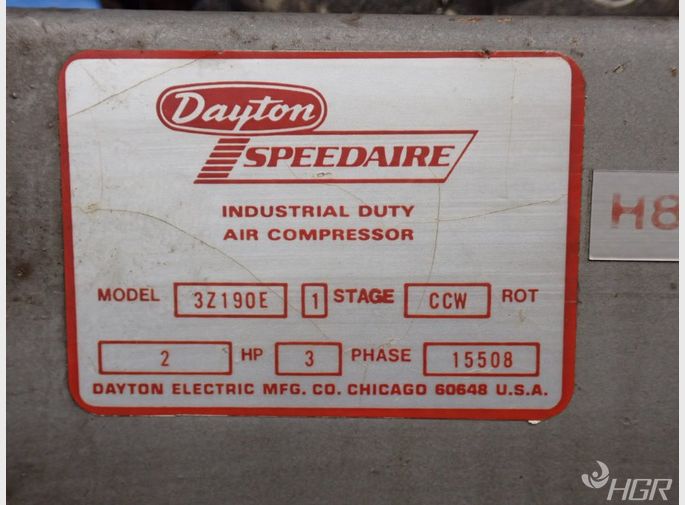 Dayton
SPEEDAIRE
INDUSTRIAL DUTY
AIR COMPRESSOR
MODEL 3Z190E 1 STAGE CCW ROT
2 HP 3 PHASE 15508
DAYTON ELECTRIC MFG. CO. CHICAGO 60648 U.S.A.
H8
HGR